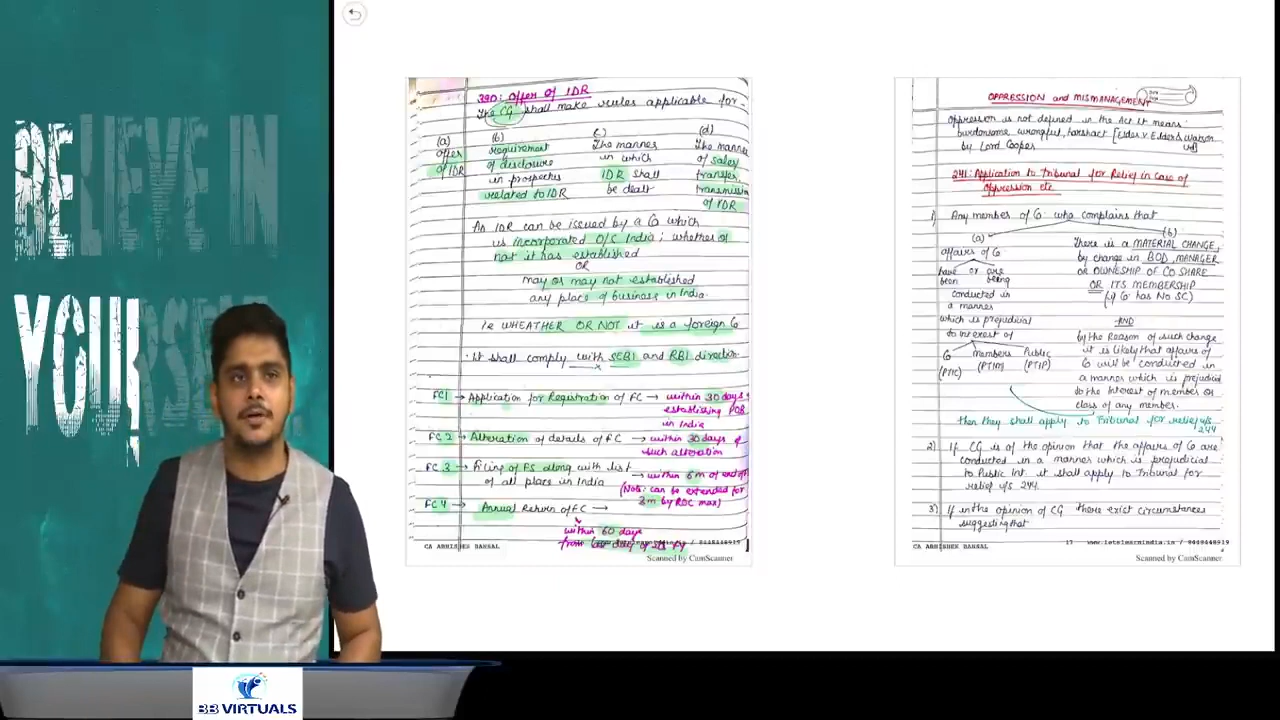 BELIEVE IN
YOURSELF
390: Offer of IDR
The CG shall make rules applicable for-
(a) (b) (c) (d)
offer requirement The manner The manner
of IDR of disclosure in which of sales
in prospectus IDR shall transfer,
related to IDR be dealt transmission
of IDR
An IDR can be issued by a Co which
is incorporated O/S India; whether or
not it has established
OR
may or may not established
any place of business in India.
ie WHEATHER OR NOT it is a foreign Co
It shall comply with SEBI and RBI direction
FC1 → Application for Registration of FC → within 30 days
establishing POB
in India
FC 2 → Alteration of details of FC → within 30 days of
such alteration
FC 3 → Filing of FS along with list → within 6m of end of
of all place in India (Note: can be extended for
3m by ROC max)
FC 4 → Annual Return of FC →
within 60 days
CA ABHISHEK BANSAL
Scanned by CamScanner
OPPRESSION and MISMANAGEMENT
Oppression is not defined in the Act it means:
burdonsome, wrongful, harshact [Elder v Elder & Watson
by Lord Cooper
241: Application to Tribunal for Relief in Case of
Oppression etc
1) Any member of Co who complains that
(a) (b)
affairs of Co There is a MATERIAL CHANGE,
have or are by change in BOD, MANAGER
been being or OWNESHIP OF CO SHARE
conducted in OR ITS MEMBERSHIP
a manner (if Co has No SC)
which is prejudicial AND
to interest of by the Reason of such change
Co members Public it is likely that affairs of
(PTIC) (PTIM) (PTIP) Co will be conducted in
a manner which is prejudicial
to the Interest of member or
class of any member.
then they shall apply to Tribunal for relief u/s
244
2) If CG is of the opinion that the affairs of Co are
conducted in a manner which is prejudicial
to Public Int it shall apply to Tribunal for
relief u/s 244.
3) If in the opinion of CG there exist circumstances
suggesting that
CA ABHISHEK BANSAL 17 www.letslearnindia.in / 8449448919
Scanned by CamScanner
BB VIRTUALS